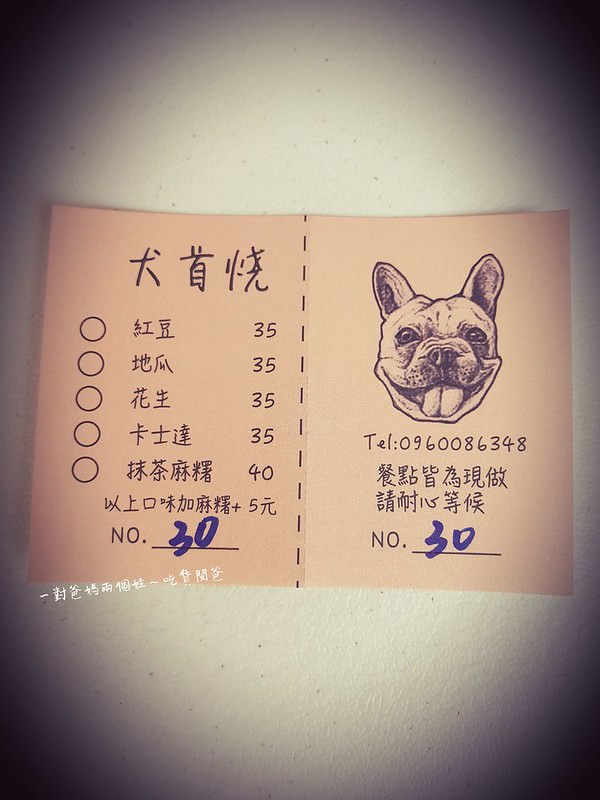 犬首燒
紅豆 35
地瓜 35
花生 35
卡士達 35
抹茶麻糬 40
以上口味加麻糬+ 5元
NO. 30
Tel:0960086348
餐點皆為現做
請耐心等候
NO. 30
一對爸媽兩個娃~吃貨闆爸